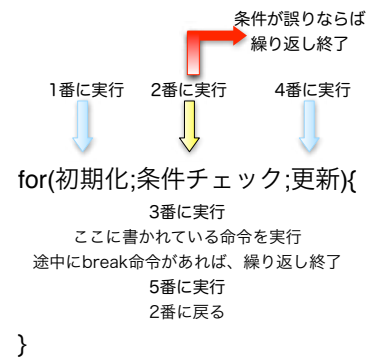 条件が誤りならば
繰り返し終了
1番に実行 2番に実行 4番に実行
for(初期化;条件チェック;更新){
3番に実行
ここに書かれている命令を実行
途中にbreak命令があれば、繰り返し終了
5番に実行
2番に戻る
}